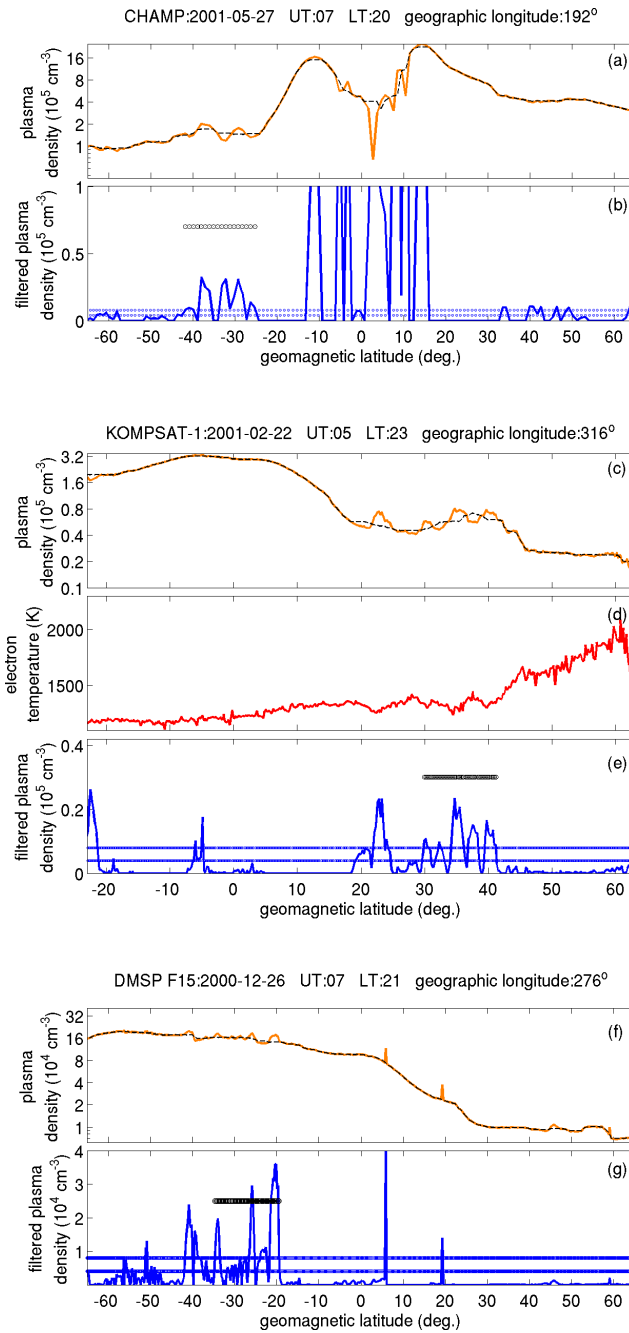 CHAMP:2001-05-27 UT:07 LT:20 geographic longitude:192°
(a)
plasma
density (10⁵ cm⁻³)
16
4
2
1
(b)
filtered plasma
density (10⁵ cm⁻³)
1
0.5
0
-60 -50 -40 -30 -20 -10 0 10 20 30 40 50 60
geomagnetic latitude (deg.)
KOMPSAT-1:2001-02-22 UT:05 LT:23 geographic longitude:316°
(c)
plasma
density (10⁵ cm⁻³)
3.2
1.6
0.8
0.4
0.2
0.1
(d)
electron
temperature (K)
2000
1500
(e)
filtered plasma
density (10⁵ cm⁻³)
0.4
0.2
0
-20 -10 0 10 20 30 40 50 60
geomagnetic latitude (deg.)
DMSP F15:2000-12-26 UT:07 LT:21 geographic longitude:276°
(f)
plasma
density (10⁴ cm⁻³)
32
16
8
4
2
1
(g)
filtered plasma
density (10⁴ cm⁻³)
4
3
2
1
-60 -50 -40 -30 -20 -10 0 10 20 30 40 50 60
geomagnetic latitude (deg.)